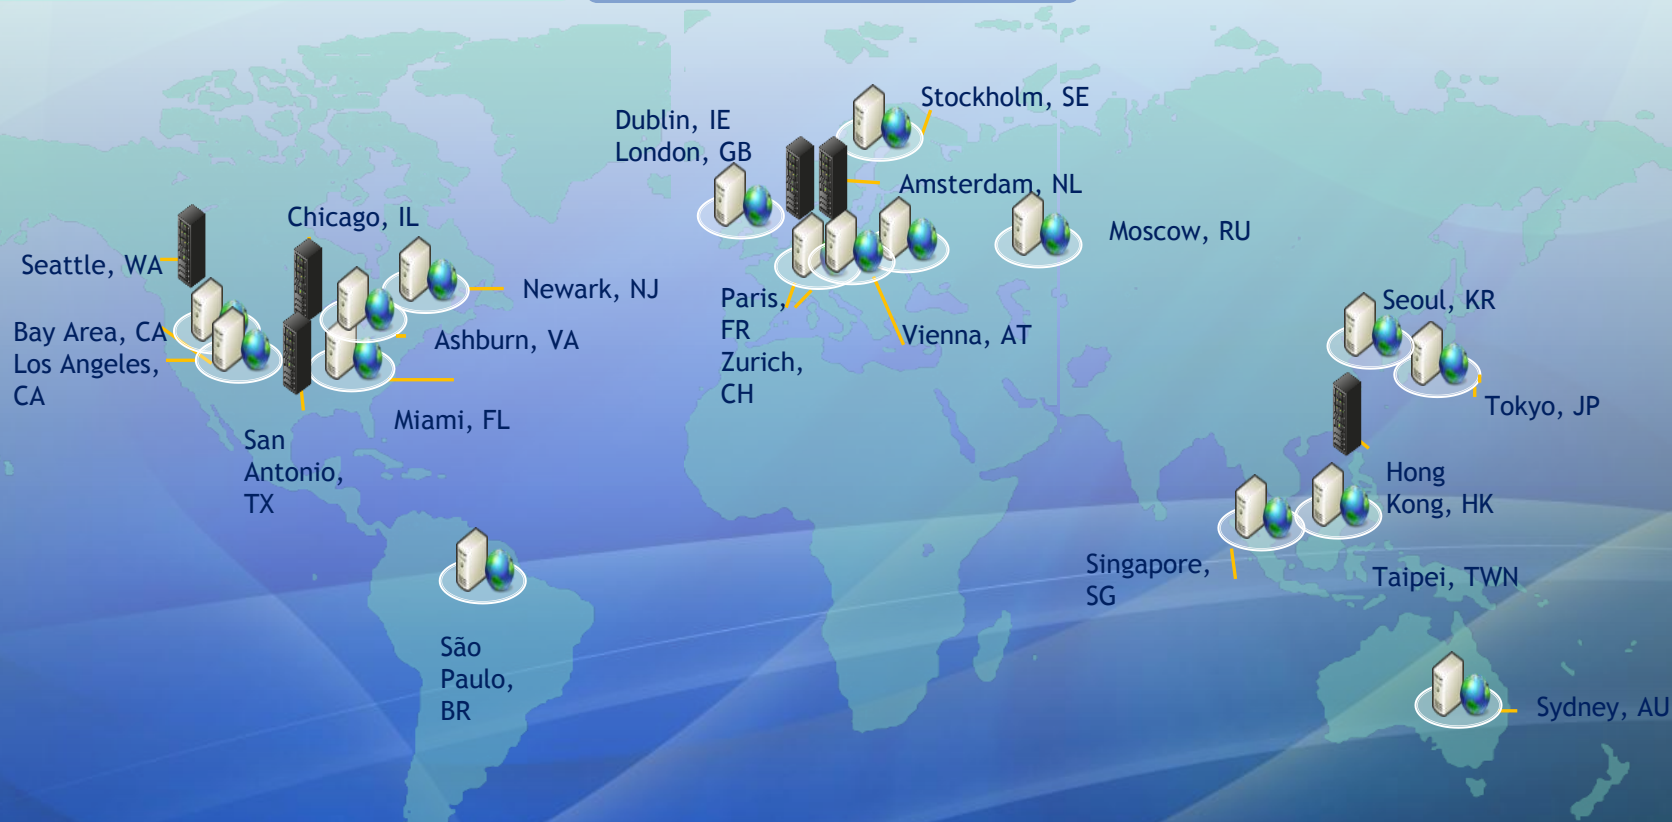 Stockholm, SE
Dublin, IE
London, GB
Amsterdam, NL
Chicago, IL
Moscow, RU
Seattle, WA
Newark, NJ
Bay Area, CA
Los Angeles,
CA
Ashburn, VA
Paris,
FR
Zurich,
CH
Vienna, AT
Seoul, KR
Tokyo, JP
Miami, FL
San
Antonio,
TX
Hong
Kong, HK
Singapore,
SG
Taipei, TWN
São
Paulo,
BR
Sydney, AU